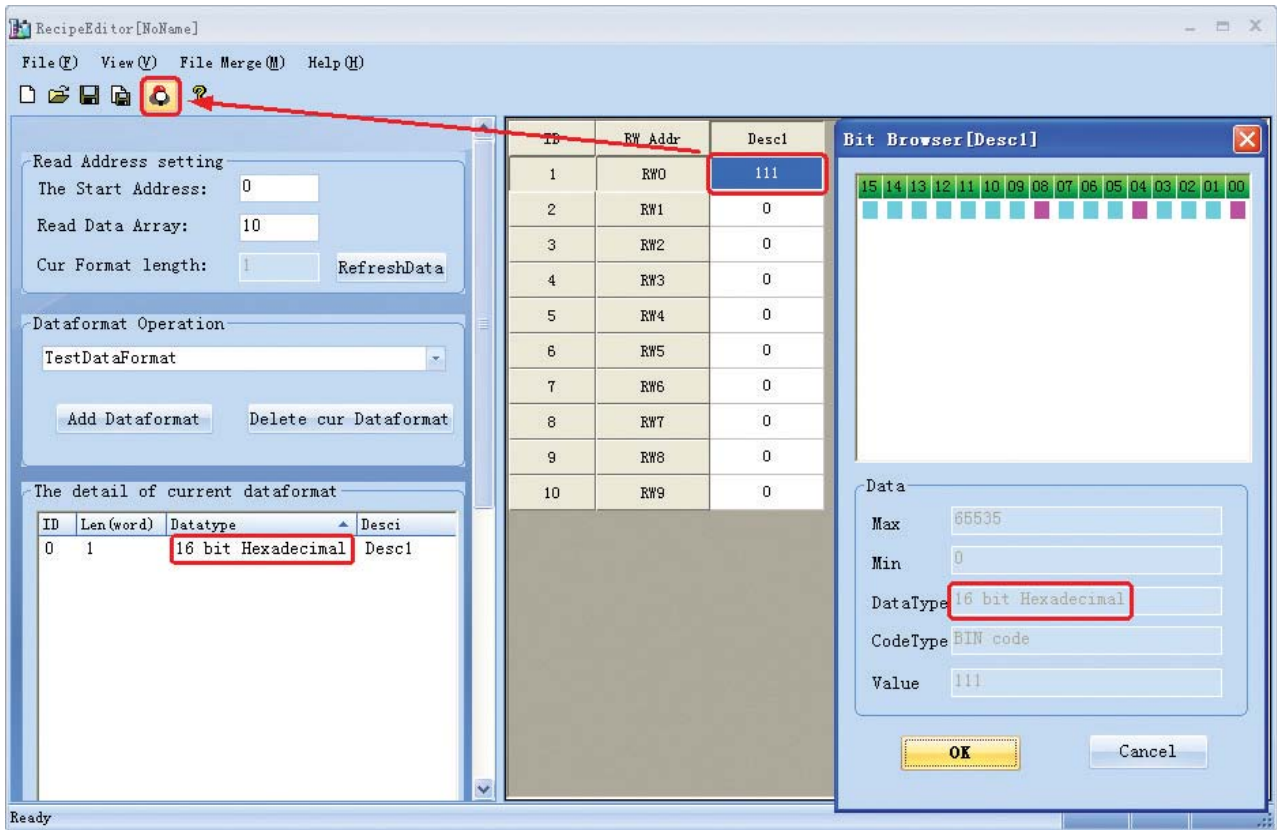 RecipeEditor[NoName]
File(F) View(V) File Merge(M) Help(H)
Read Address setting
The Start Address: 0
Read Data Array: 10
Cur Format length: 1 RefreshData
Dataformat Operation
TestDataFormat
Add Dataformat Delete cur Dataformat
The detail of current dataformat
ID Len(word) Datatype Desci
0 1 16 bit Hexadecimal Desc1
ID RW Addr Desc1
1 RW0 111
2 RW1 0
3 RW2 0
4 RW3 0
5 RW4 0
6 RW5 0
7 RW6 0
8 RW7 0
9 RW8 0
10 RW9 0
Bit Browser[Desc1]
15 14 13 12 11 10 09 08 07 06 05 04 03 02 01 00
Data
Max 65535
Min 0
DataType 16 bit Hexadecimal
CodeType BIN code
Value 111
OK Cancel
Ready